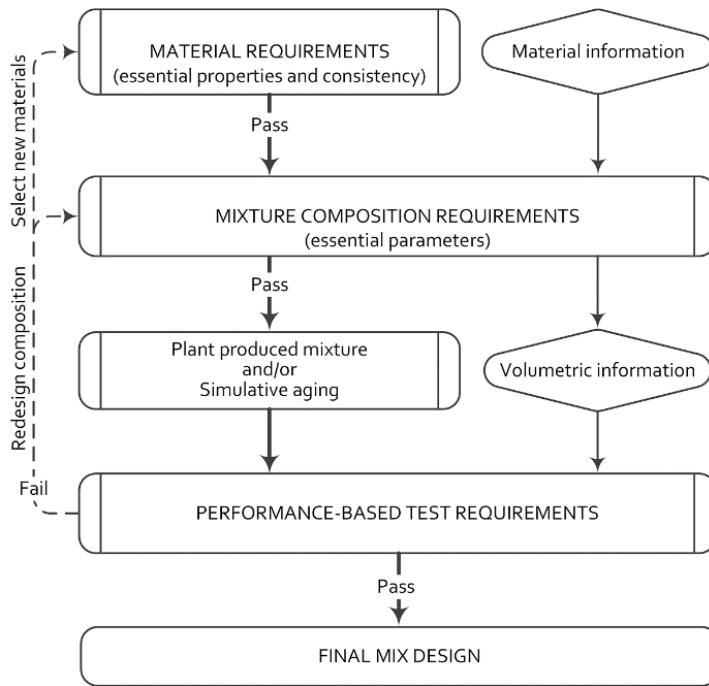 MATERIAL REQUIREMENTS
(essential properties and consistency)
Material information
Select new materials
Pass
MIXTURE COMPOSITION REQUIREMENTS
(essential parameters)
Pass
Redesign composition
Plant produced mixture
and/or
Simulative aging
Volumetric information
Fail
PERFORMANCE-BASED TEST REQUIREMENTS
Pass
FINAL MIX DESIGN